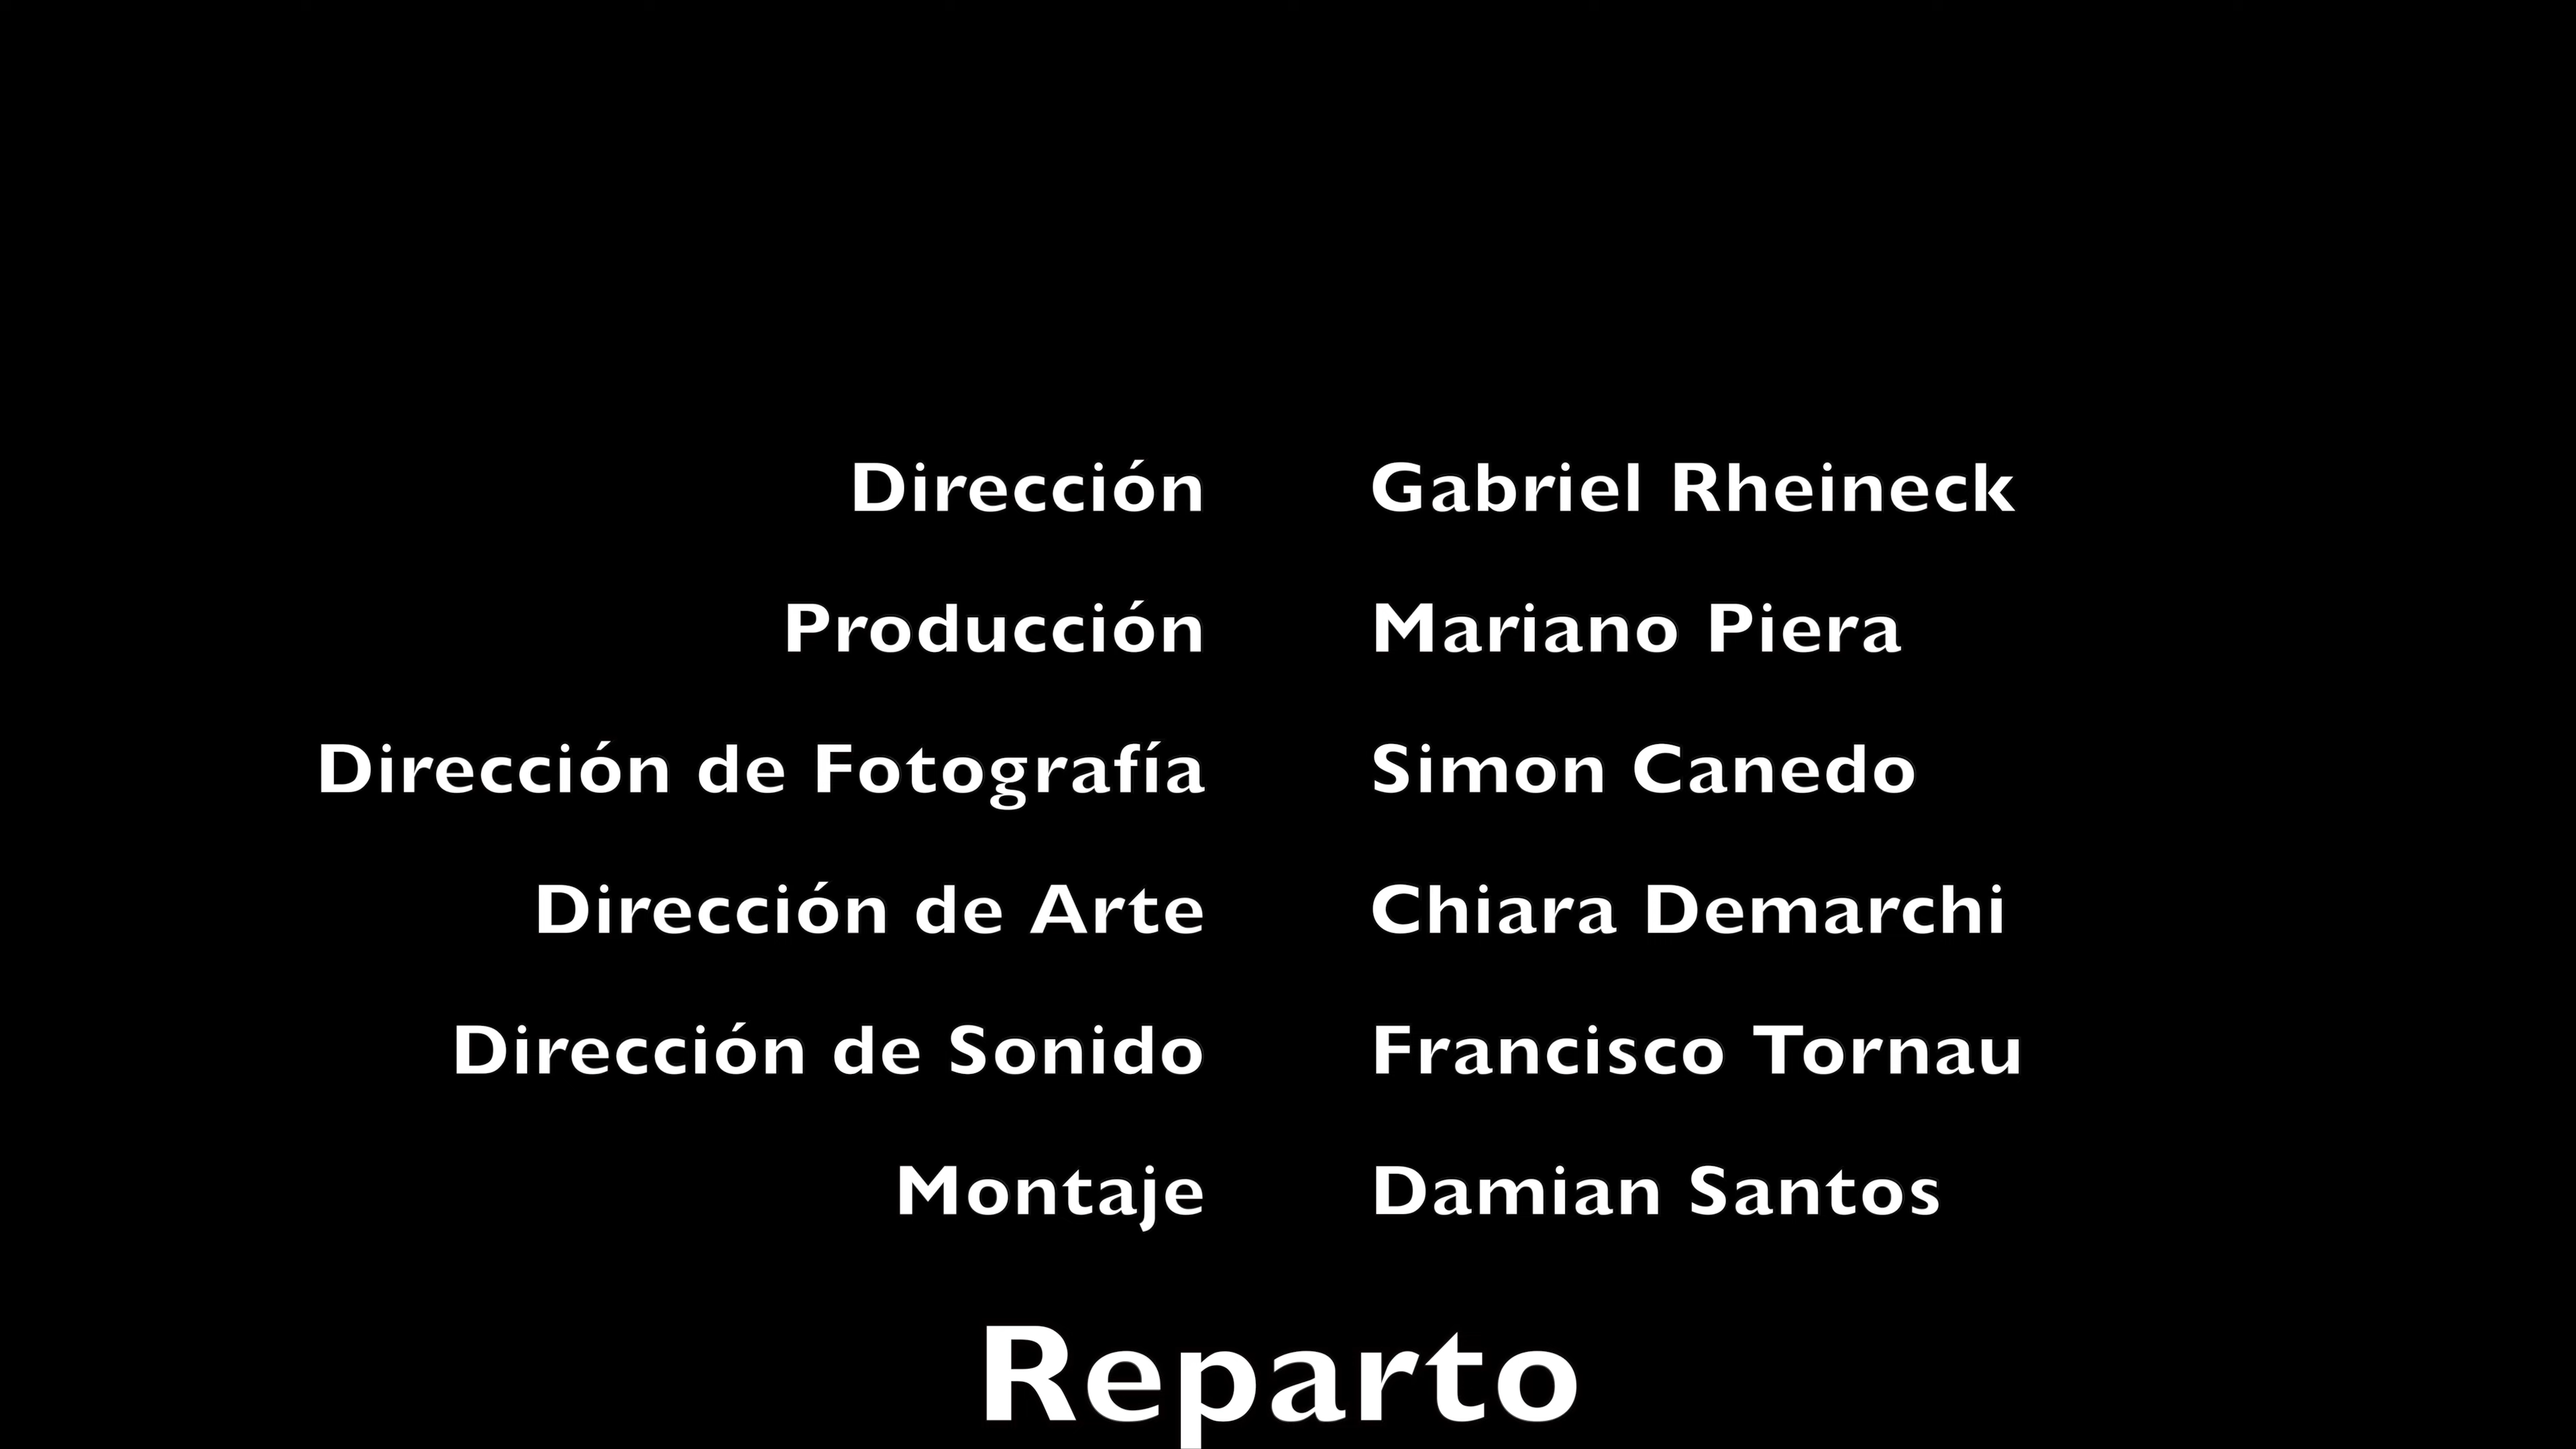 Dirección Gabriel Rheineck
Producción Mariano Piera
Dirección de Fotografía Simon Canedo
Dirección de Arte Chiara Demarchi
Dirección de Sonido Francisco Tornau
Montaje Damian Santos
Reparto